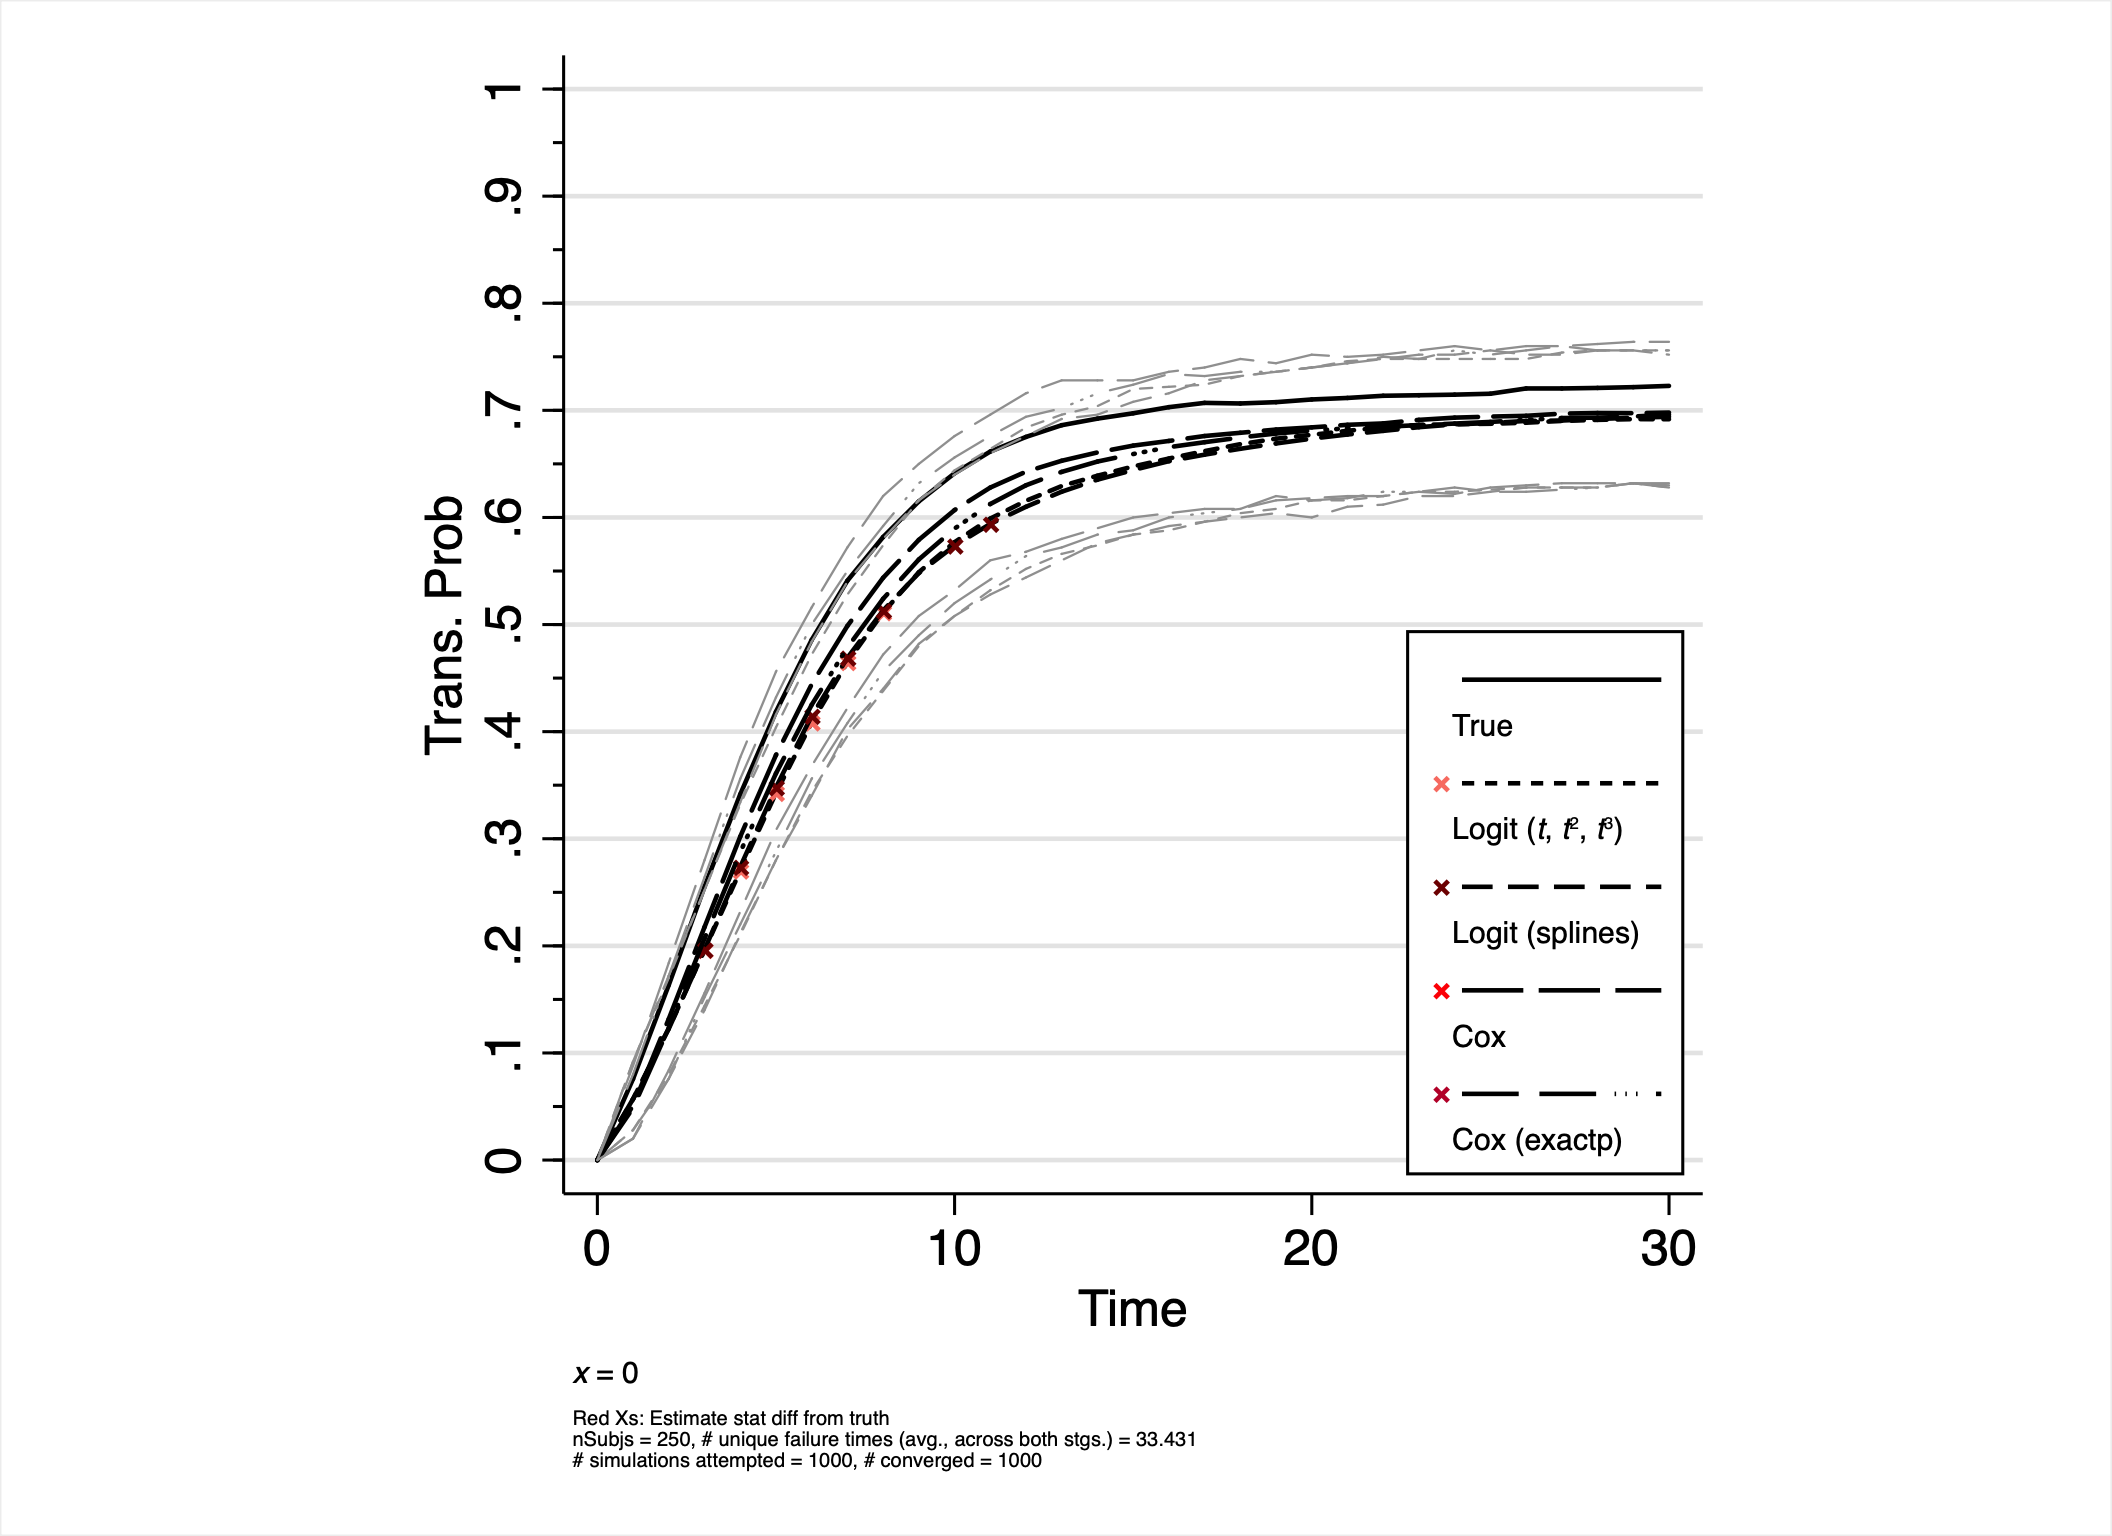 1
.9
.8
.7
.6
.5
.4
.3
.2
.1
0
Trans. Prob
True
Logit (t, t², t³)
Logit (splines)
Cox
Cox (exactp)
0 10 20 30
Time
x = 0
Red Xs: Estimate stat diff from truth
nSubjs = 250, # unique failure times (avg., across both stgs.) = 33.431
# simulations attempted = 1000, # converged = 1000